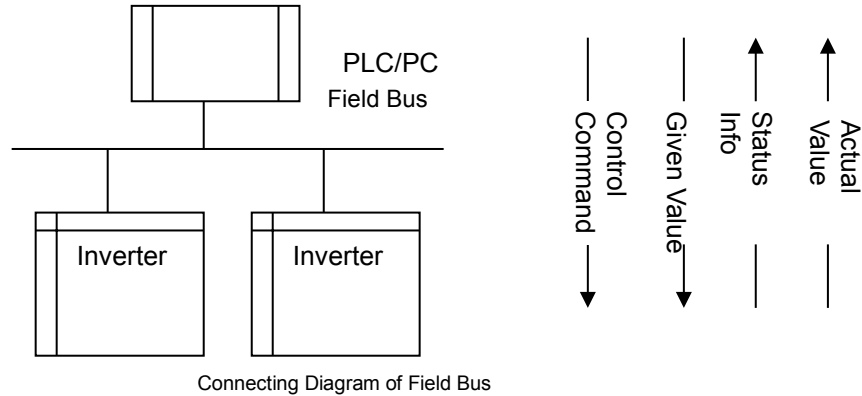 PLC/PC
Field Bus
Inverter
Inverter
Control
Command
Given Value
Status
Info
Actual
Value
Connecting Diagram of Field Bus